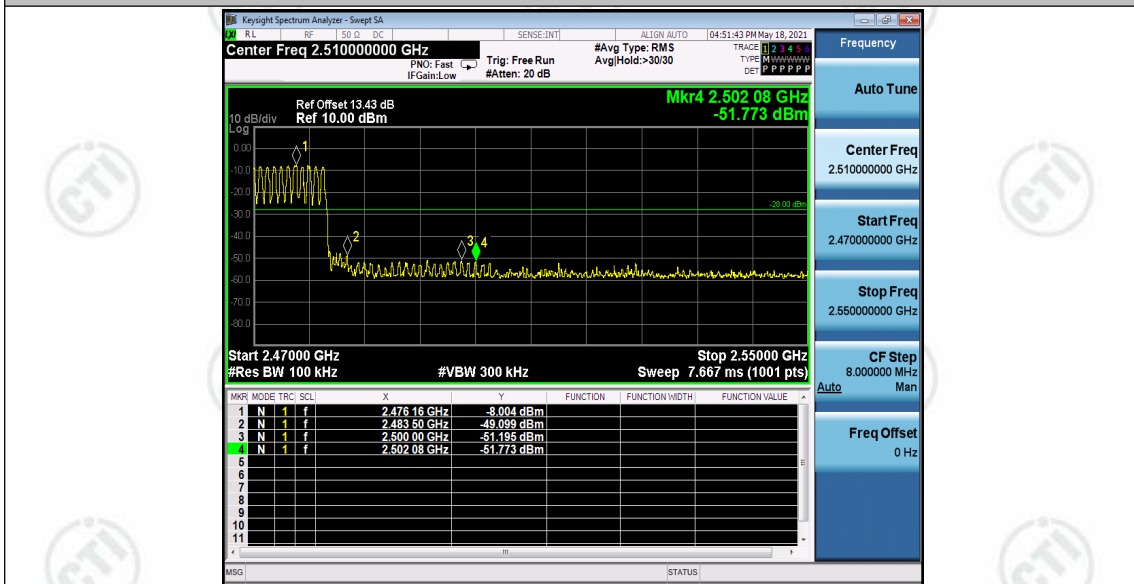 Keysight Spectrum Analyzer - Swept SA
RL RF 50 Ω DC SENSE:INT ALIGN AUTO 04:51:43 PM May 18, 2021
Center Freq 2.510000000 GHz
PNO: Fast
IFGain:Low
Trig: Free Run
#Atten: 20 dB
#Avg Type: RMS
Avg|Hold:>30/30
TRACE 1 2 3 4 5 6
TYPE M WWWWW
DET P P P P P P
Frequency
Auto Tune
Center Freq
2.510000000 GHz
Start Freq
2.470000000 GHz
Stop Freq
2.550000000 GHz
CF Step
8.000000 MHz
Auto Man
Freq Offset
0 Hz
Mkr4 2.502 08 GHz
-51.773 dBm
Ref Offset 13.43 dB
10 dB/div Ref 10.00 dBm
Log
0.00
-10.0
-20.0
-30.0
-40.0
-50.0
-60.0
-70.0
-80.0
1
2
3
4
-28.00 dBm
Start 2.47000 GHz Stop 2.55000 GHz
#Res BW 100 kHz #VBW 300 kHz Sweep 7.667 ms (1001 pts)
MKR MODE TRC SCL X Y FUNCTION FUNCTION WIDTH FUNCTION VALUE
1 N 1 f 2.476 16 GHz -8.004 dBm
2 N 1 f 2.483 50 GHz -49.099 dBm
3 N 1 f 2.500 00 GHz -51.195 dBm
4 N 1 f 2.502 08 GHz -51.773 dBm
5
6
7
8
9
10
11
MSG STATUS
CTI
CTI
CTI
CTI